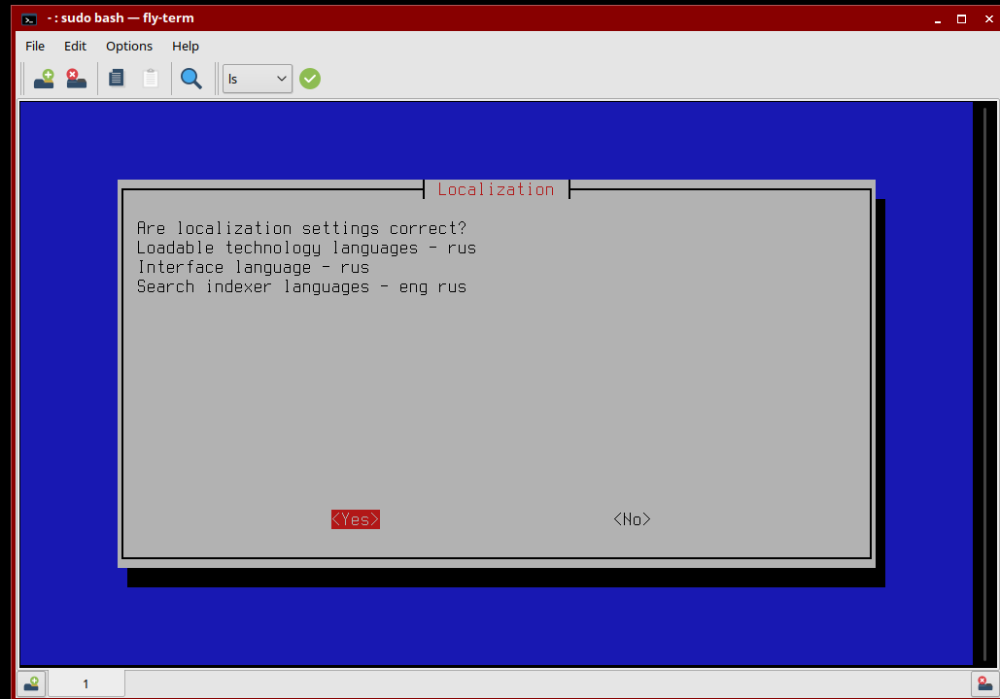 - : sudo bash — fly-term
File Edit Options Help
ls
Localization
Are localization settings correct?
Loadable technology languages - rus
Interface language - rus
Search indexer languages - eng rus
<Yes> <No>
1